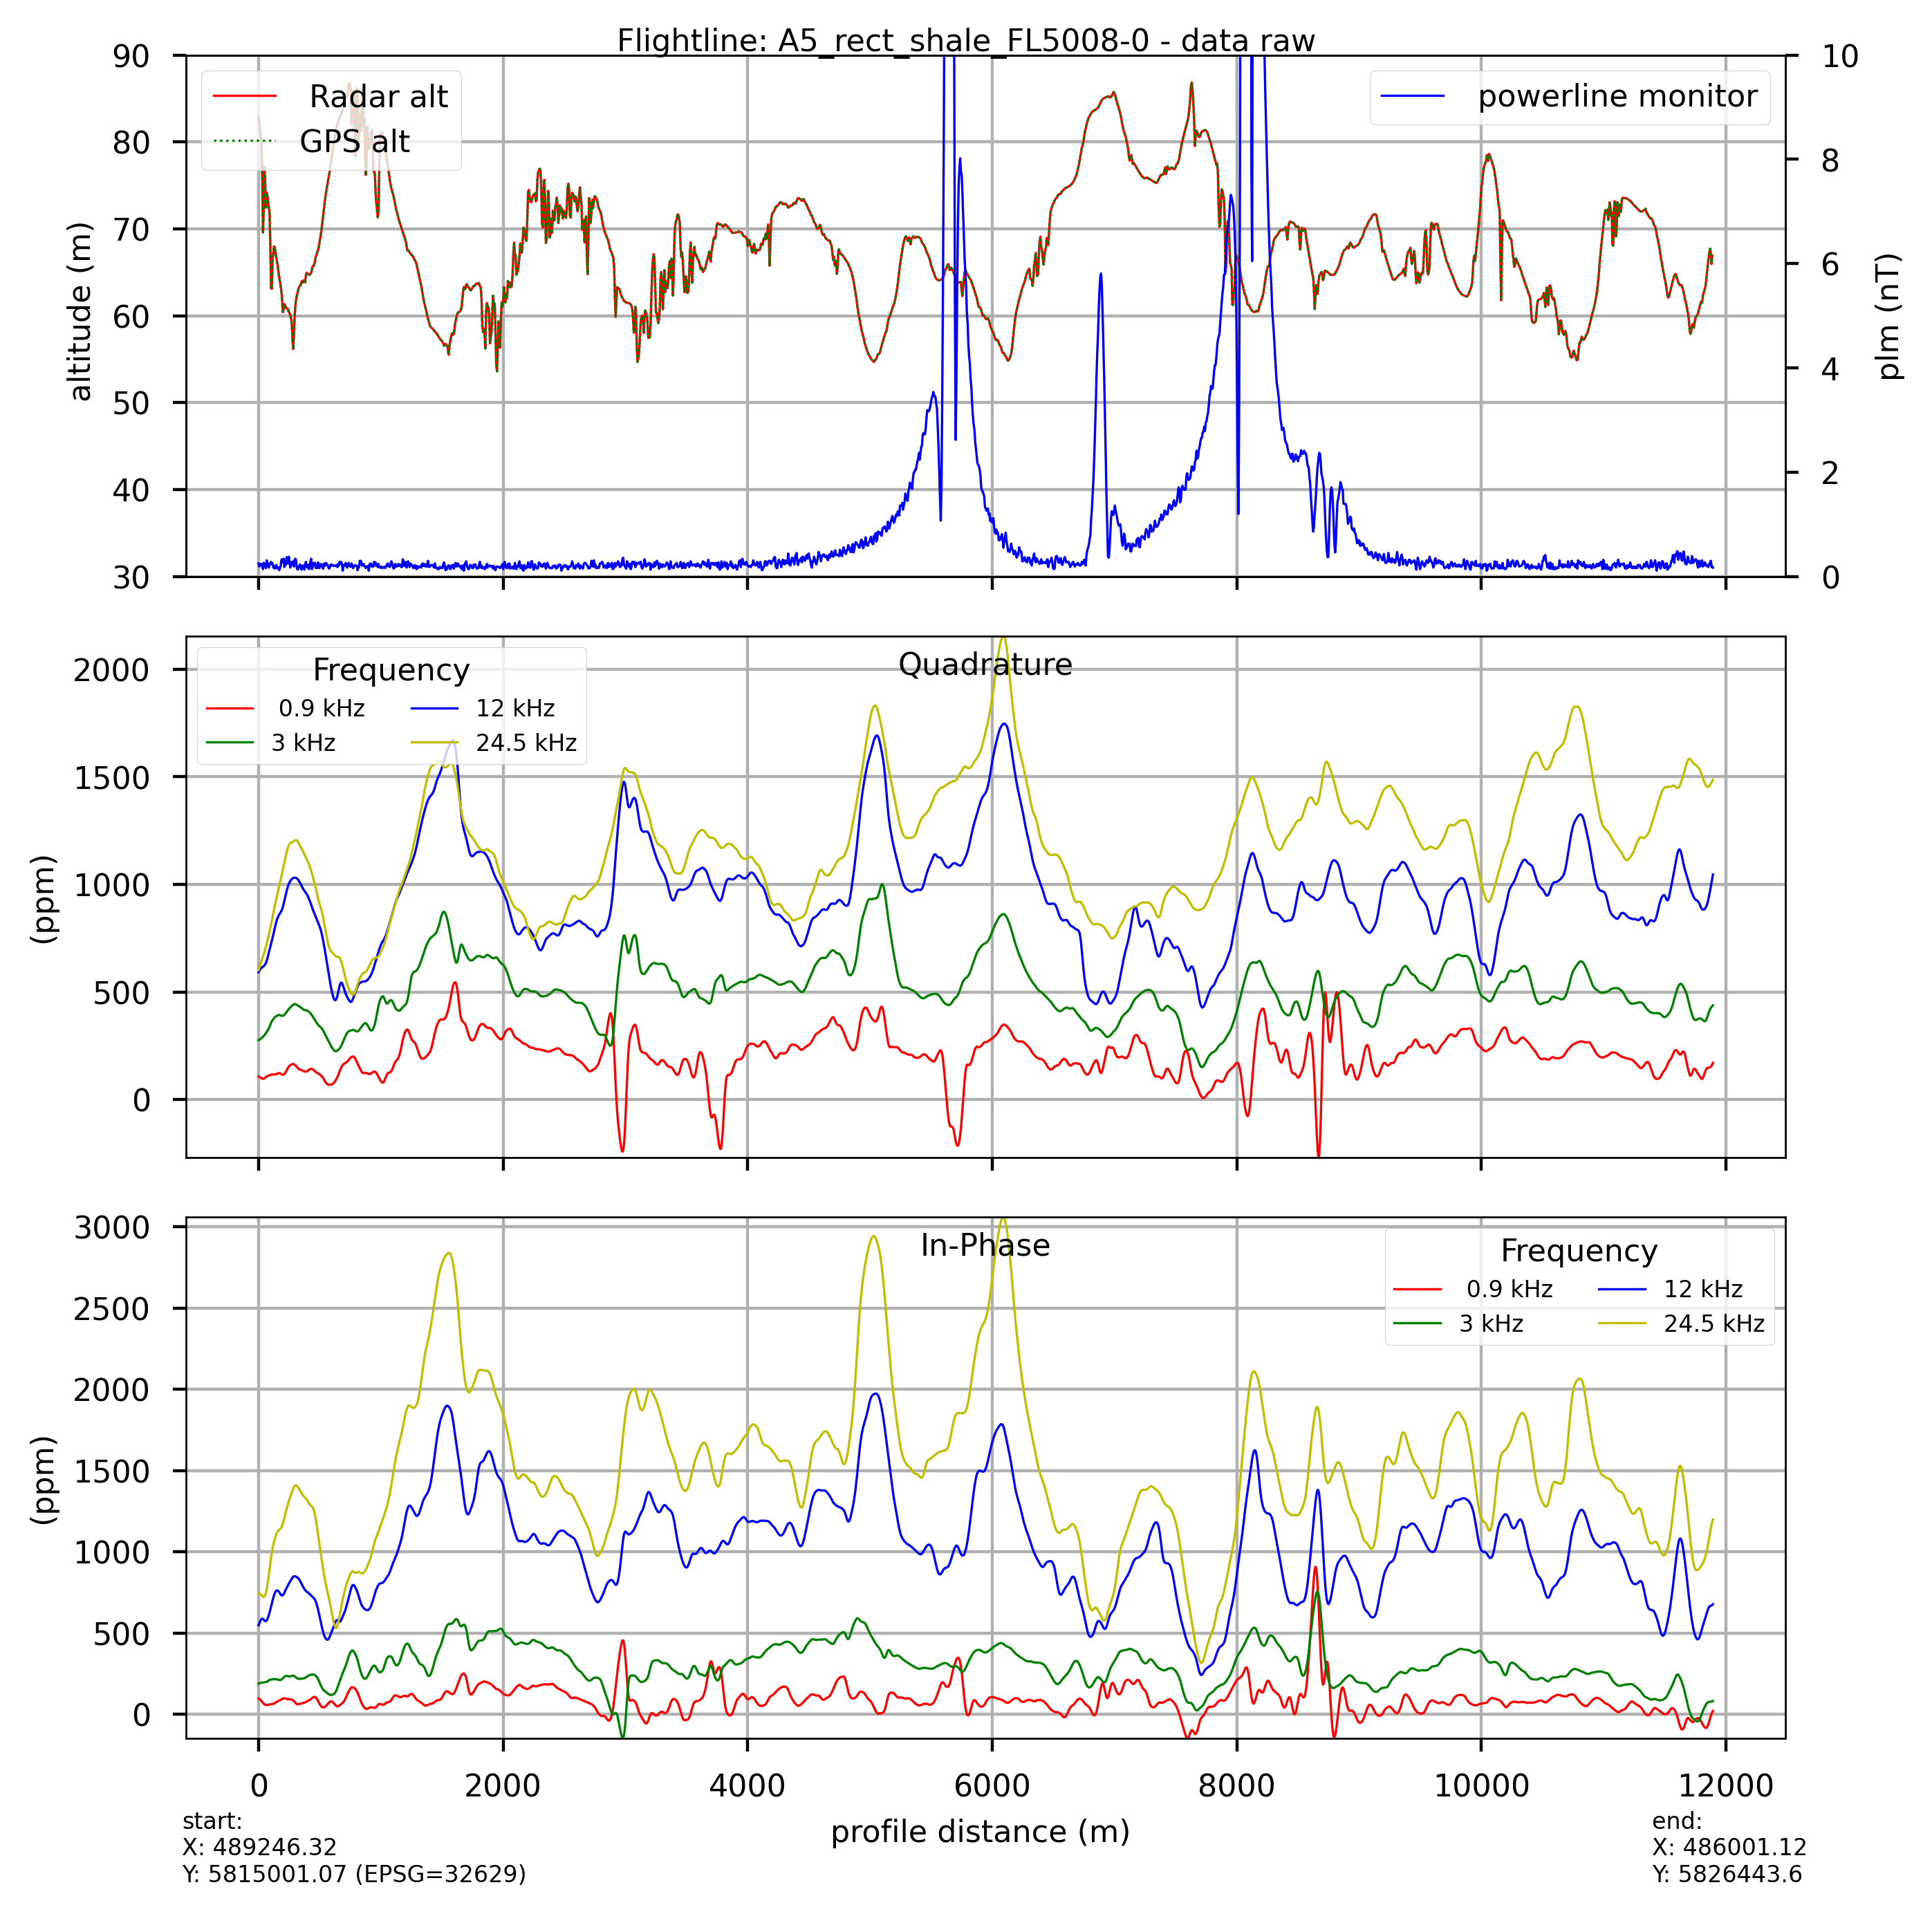 Flightline: A5_rect_shale_FL5008-0 - data raw
90
80
70
60
50
40
30
altitude (m)
Radar alt
GPS alt
powerline monitor
10
8
6
4
2
0
plm (nT)
Quadrature
2000
1500
1000
500
0
(ppm)
Frequency
0.9 kHz
3 kHz
12 kHz
24.5 kHz
In-Phase
3000
2500
2000
1500
1000
500
0
(ppm)
Frequency
0.9 kHz
3 kHz
12 kHz
24.5 kHz
0 2000 4000 6000 8000 10000 12000
profile distance (m)
start:
X: 489246.32
Y: 5815001.07 (EPSG=32629)
end:
X: 486001.12
Y: 5826443.6